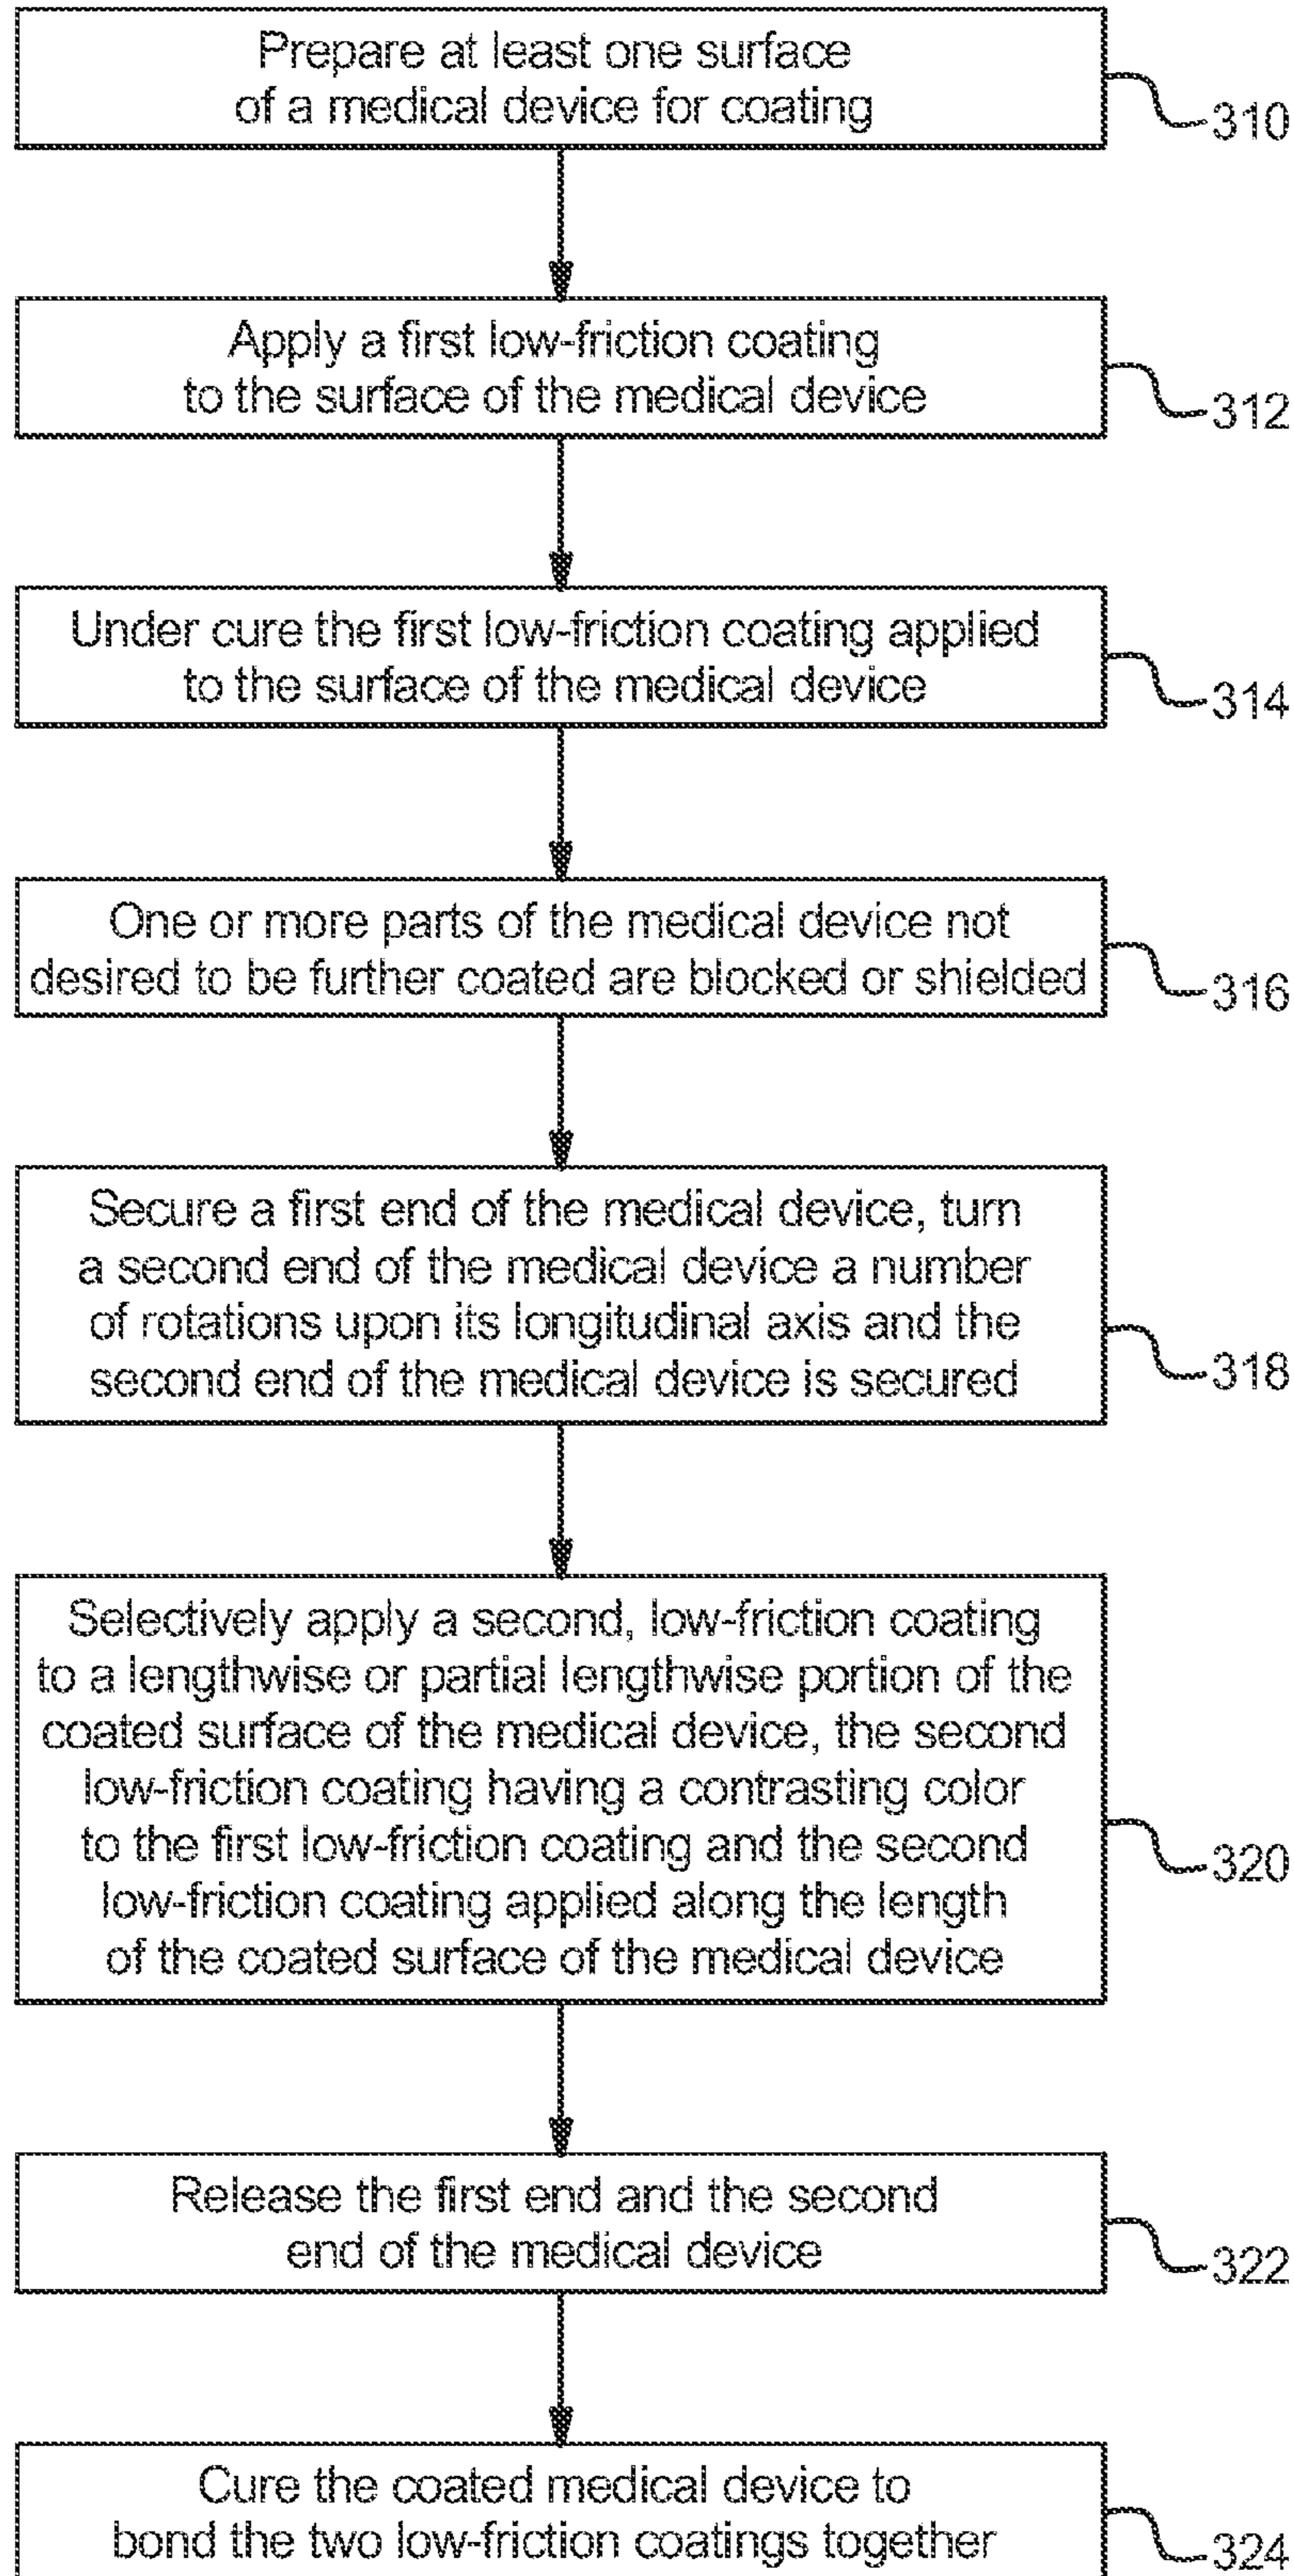 Prepare at least one surface
of a medical device for coating
310
Apply a first low-friction coating
to the surface of the medical device
312
Under cure the first low-friction coating applied
to the surface of the medical device
314
One or more parts of the medical device not
desired to be further coated are blocked or shielded
316
Secure a first end of the medical device, turn
a second end of the medical device a number
of rotations upon its longitudinal axis and the
second end of the medical device is secured
318
Selectively apply a second, low-friction coating
to a lengthwise or partial lengthwise portion of the
coated surface of the medical device, the second
low-friction coating having a contrasting color
to the first low-friction coating and the second
low-friction coating applied along the length
of the coated surface of the medical device
320
Release the first end and the second
end of the medical device
322
Cure the coated medical device to
bond the two low-friction coatings together
324